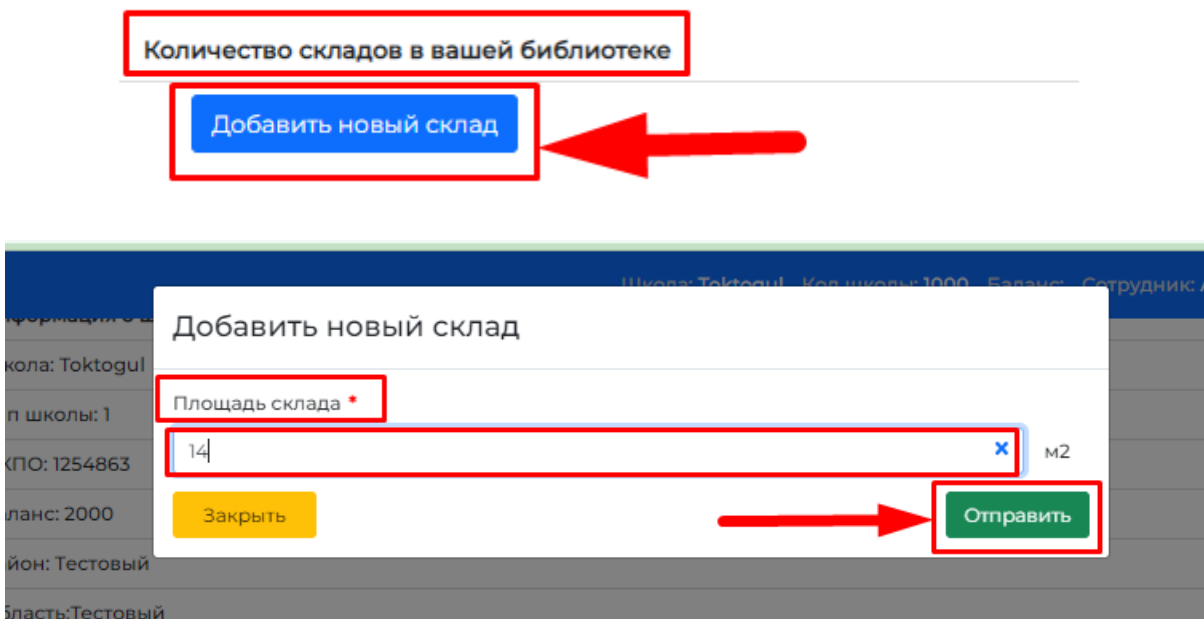 Количество складов в вашей библиотеке
Добавить новый склад
Школа: Toktogul Код школы: 1000 Баланс: Сотрудник:
Добавить новый склад
кола: Toktogul
Площадь склада *
п школы: 1
14 м2
КПО: 1254863
Закрыть
Отправить
ланс: 2000
йон: Тестовый
бласть:Тестовый